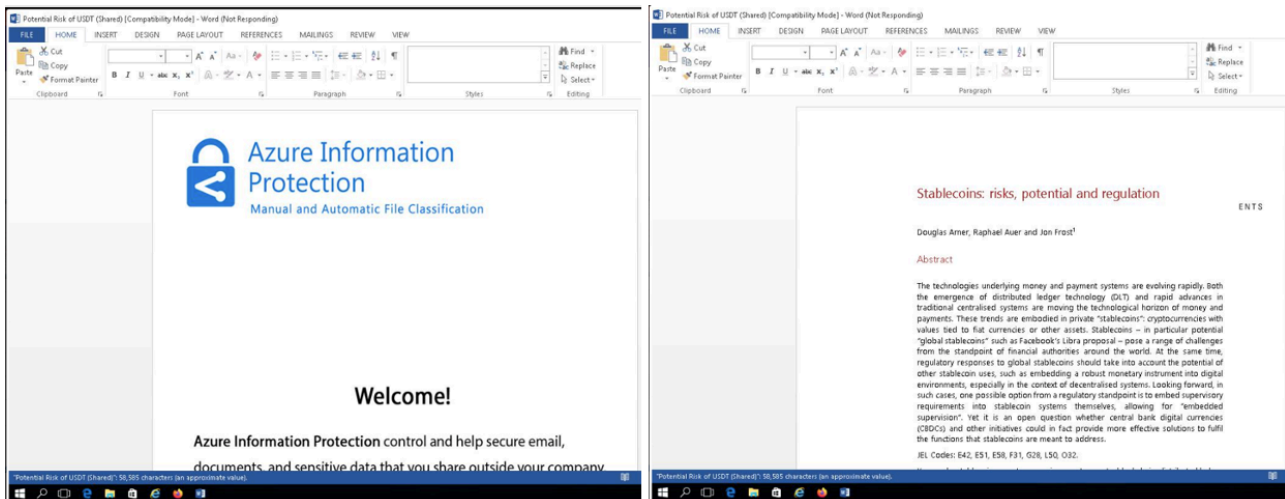 Potential Risk of USDT (Shared) [Compatibility Mode] - Word (Not Responding)
FILE HOME INSERT DESIGN PAGE LAYOUT REFERENCES MAILINGS REVIEW VIEW
Paste
Cut
Copy
Format Painter
Clipboard
Font
Paragraph
Styles
Find
Replace
Select
Editing
Azure Information
Protection
Manual and Automatic File Classification
Welcome!
Azure Information Protection control and help secure email,
documents, and sensitive data that you share outside your company
"Potential Risk of USDT (Shared)": 58,585 characters (an approximate value).
Potential Risk of USDT (Shared) [Compatibility Mode] - Word (Not Responding)
FILE HOME INSERT DESIGN PAGE LAYOUT REFERENCES MAILINGS REVIEW VIEW
Paste
Cut
Copy
Format Painter
Clipboard
Font
Paragraph
Styles
Find
Replace
Select
Editing
Stablecoins: risks, potential and regulation
ENTS
Douglas Arner, Raphael Auer and Jon Frost¹
Abstract
The technologies underlying money and payment systems are evolving rapidly. Both
the emergence of distributed ledger technology (DLT) and rapid advances in
traditional centralised systems are moving the technological horizon of money and
payments. These trends are embodied in private "stablecoins": cryptocurrencies with
values tied to fiat currencies or other assets. Stablecoins – in particular potential
"global stablecoins" such as Facebook's Libra proposal – pose a range of challenges
from the standpoint of financial authorities around the world. At the same time,
regulatory responses to global stablecoins should take into account the potential of
other stablecoin uses, such as embedding a robust monetary instrument into digital
environments, especially in the context of decentralised systems. Looking forward, in
such cases, one possible option from a regulatory standpoint is to embed supervisory
requirements into stablecoin systems themselves, allowing for "embedded
supervision". Yet it is an open question whether central bank digital currencies
(CBDCs) and other initiatives could in fact provide more effective solutions to fulfil
the functions that stablecoins are meant to address.
JEL Codes: E42, E51, E58, F31, G28, L50, O32.
"Potential Risk of USDT (Shared)": 58,585 characters (an approximate value).